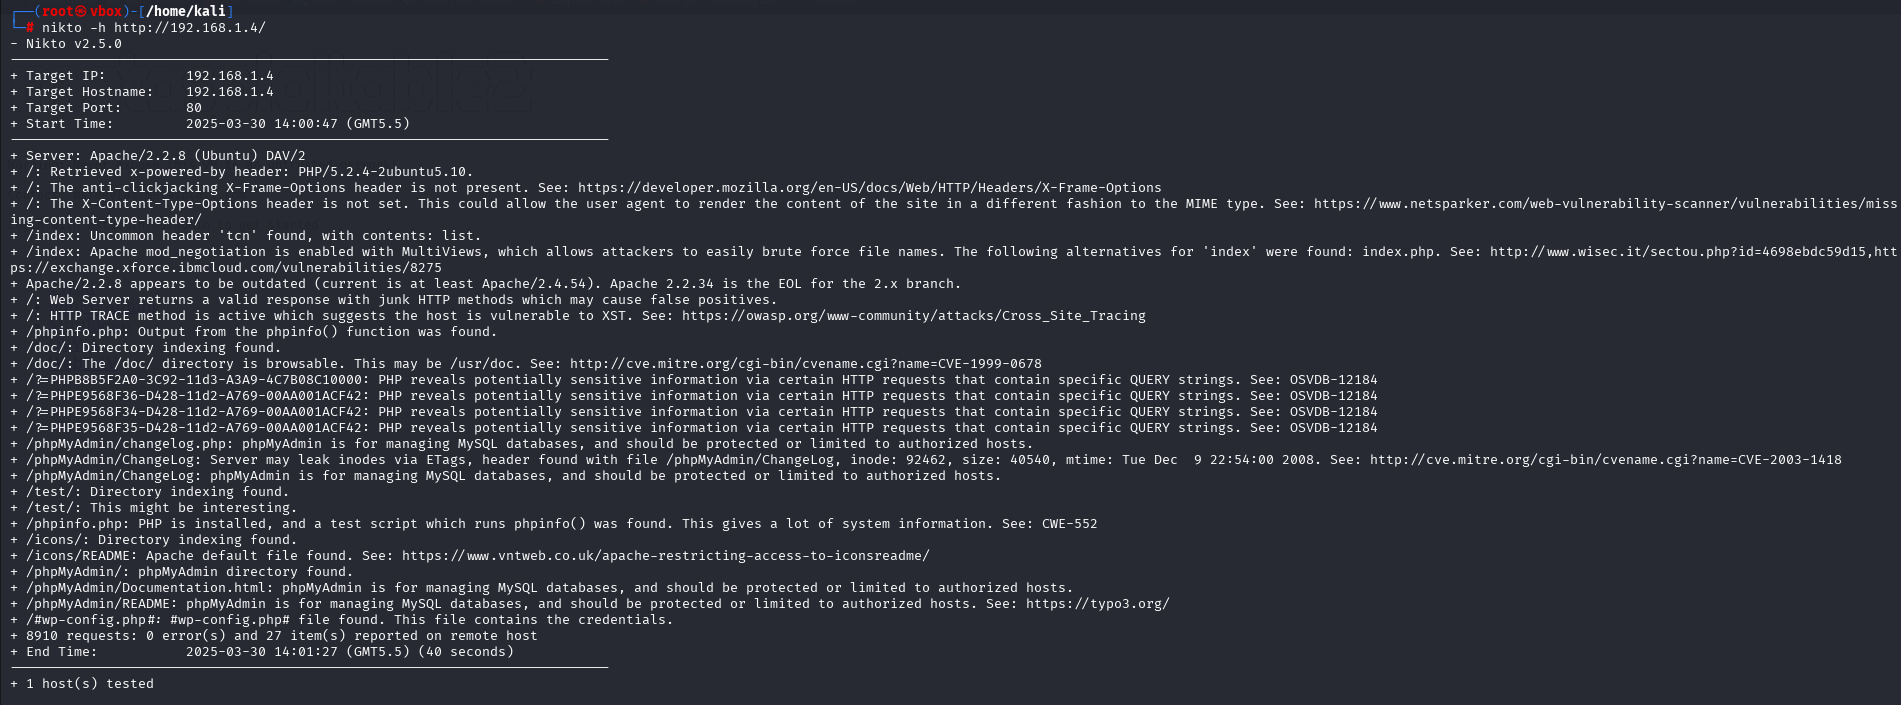 ┌──(root㉿vbox)-[/home/kali]
└─# nikto -h http://192.168.1.4/
- Nikto v2.5.0
---------------------------------------------------------------------------
+ Target IP:          192.168.1.4
+ Target Hostname:    192.168.1.4
+ Target Port:        80
+ Start Time:         2025-03-30 14:00:47 (GMT5.5)
---------------------------------------------------------------------------
+ Server: Apache/2.2.8 (Ubuntu) DAV/2
+ /: Retrieved x-powered-by header: PHP/5.2.4-2ubuntu5.10.
+ /: The anti-clickjacking X-Frame-Options header is not present. See: https://developer.mozilla.org/en-US/docs/Web/HTTP/Headers/X-Frame-Options
+ /: The X-Content-Type-Options header is not set. This could allow the user agent to render the content of the site in a different fashion to the MIME type. See: https://www.netsparker.com/web-vulnerability-scanner/vulnerabilities/miss
ing-content-type-header/
+ /index: Uncommon header 'tcn' found, with contents: list.
+ /index: Apache mod_negotiation is enabled with MultiViews, which allows attackers to easily brute force file names. The following alternatives for 'index' were found: index.php. See: http://www.wisec.it/sectou.php?id=4698ebdc59d15,htt
ps://exchange.xforce.ibmcloud.com/vulnerabilities/8275
+ Apache/2.2.8 appears to be outdated (current is at least Apache/2.4.54). Apache 2.2.34 is the EOL for the 2.x branch.
+ /: Web Server returns a valid response with junk HTTP methods which may cause false positives.
+ /: HTTP TRACE method is active which suggests the host is vulnerable to XST. See: https://owasp.org/www-community/attacks/Cross_Site_Tracing
+ /phpinfo.php: Output from the phpinfo() function was found.
+ /doc/: Directory indexing found.
+ /doc/: The /doc/ directory is browsable. This may be /usr/doc. See: http://cve.mitre.org/cgi-bin/cvename.cgi?name=CVE-1999-0678
+ /?=PHPB8B5F2A0-3C92-11d3-A3A9-4C7B08C10000: PHP reveals potentially sensitive information via certain HTTP requests that contain specific QUERY strings. See: OSVDB-12184
+ /?=PHPE9568F36-D428-11d2-A769-00AA001ACF42: PHP reveals potentially sensitive information via certain HTTP requests that contain specific QUERY strings. See: OSVDB-12184
+ /?=PHPE9568F34-D428-11d2-A769-00AA001ACF42: PHP reveals potentially sensitive information via certain HTTP requests that contain specific QUERY strings. See: OSVDB-12184
+ /?=PHPE9568F35-D428-11d2-A769-00AA001ACF42: PHP reveals potentially sensitive information via certain HTTP requests that contain specific QUERY strings. See: OSVDB-12184
+ /phpMyAdmin/changelog.php: phpMyAdmin is for managing MySQL databases, and should be protected or limited to authorized hosts.
+ /phpMyAdmin/ChangeLog: Server may leak inodes via ETags, header found with file /phpMyAdmin/ChangeLog, inode: 92462, size: 40540, mtime: Tue Dec  9 22:54:00 2008. See: http://cve.mitre.org/cgi-bin/cvename.cgi?name=CVE-2003-1418
+ /phpMyAdmin/ChangeLog: phpMyAdmin is for managing MySQL databases, and should be protected or limited to authorized hosts.
+ /test/: Directory indexing found.
+ /test/: This might be interesting.
+ /phpinfo.php: PHP is installed, and a test script which runs phpinfo() was found. This gives a lot of system information. See: CWE-552
+ /icons/: Directory indexing found.
+ /icons/README: Apache default file found. See: https://www.vntweb.co.uk/apache-restricting-access-to-iconsreadme/
+ /phpMyAdmin/: phpMyAdmin directory found.
+ /phpMyAdmin/Documentation.html: phpMyAdmin is for managing MySQL databases, and should be protected or limited to authorized hosts.
+ /phpMyAdmin/README: phpMyAdmin is for managing MySQL databases, and should be protected or limited to authorized hosts. See: https://typo3.org/
+ /#wp-config.php#: #wp-config.php# file found. This file contains the credentials.
+ 8910 requests: 0 error(s) and 27 item(s) reported on remote host
+ End Time:           2025-03-30 14:01:27 (GMT5.5) (40 seconds)
---------------------------------------------------------------------------
+ 1 host(s) tested